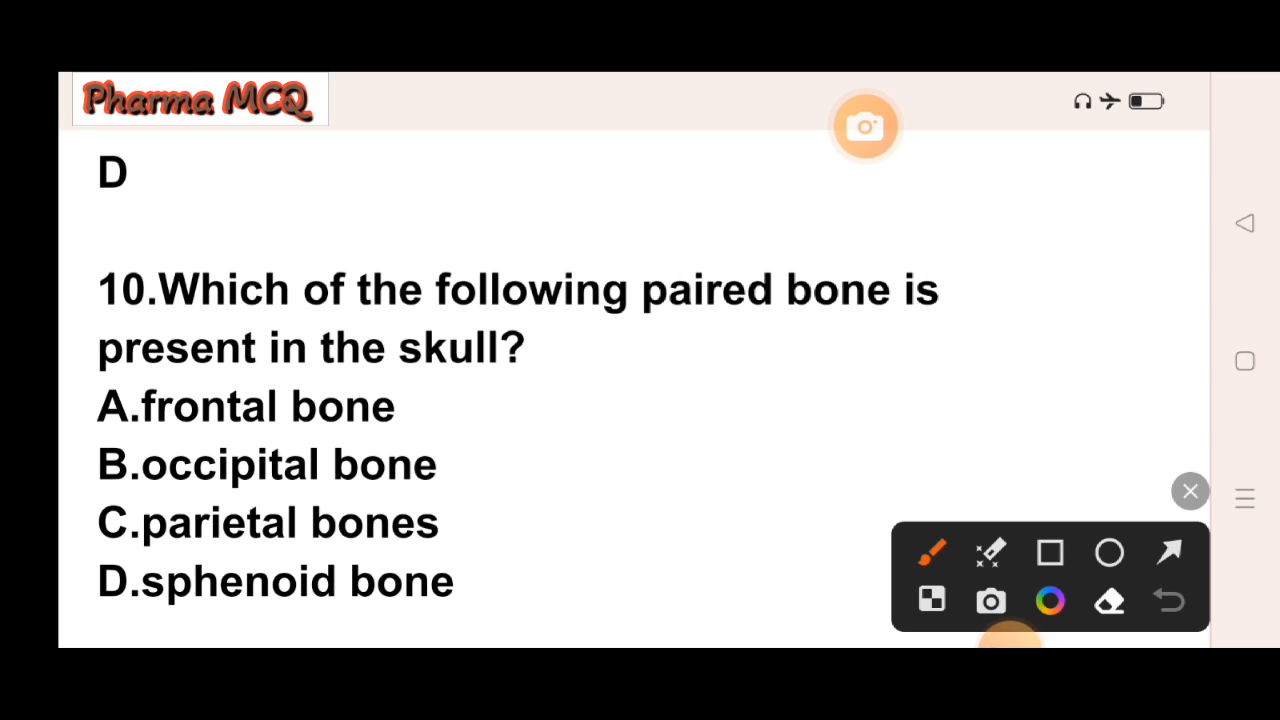 Pharma MCQ
D
10.Which of the following paired bone is
present in the skull?
A.frontal bone
B.occipital bone
C.parietal bones
D.sphenoid bone